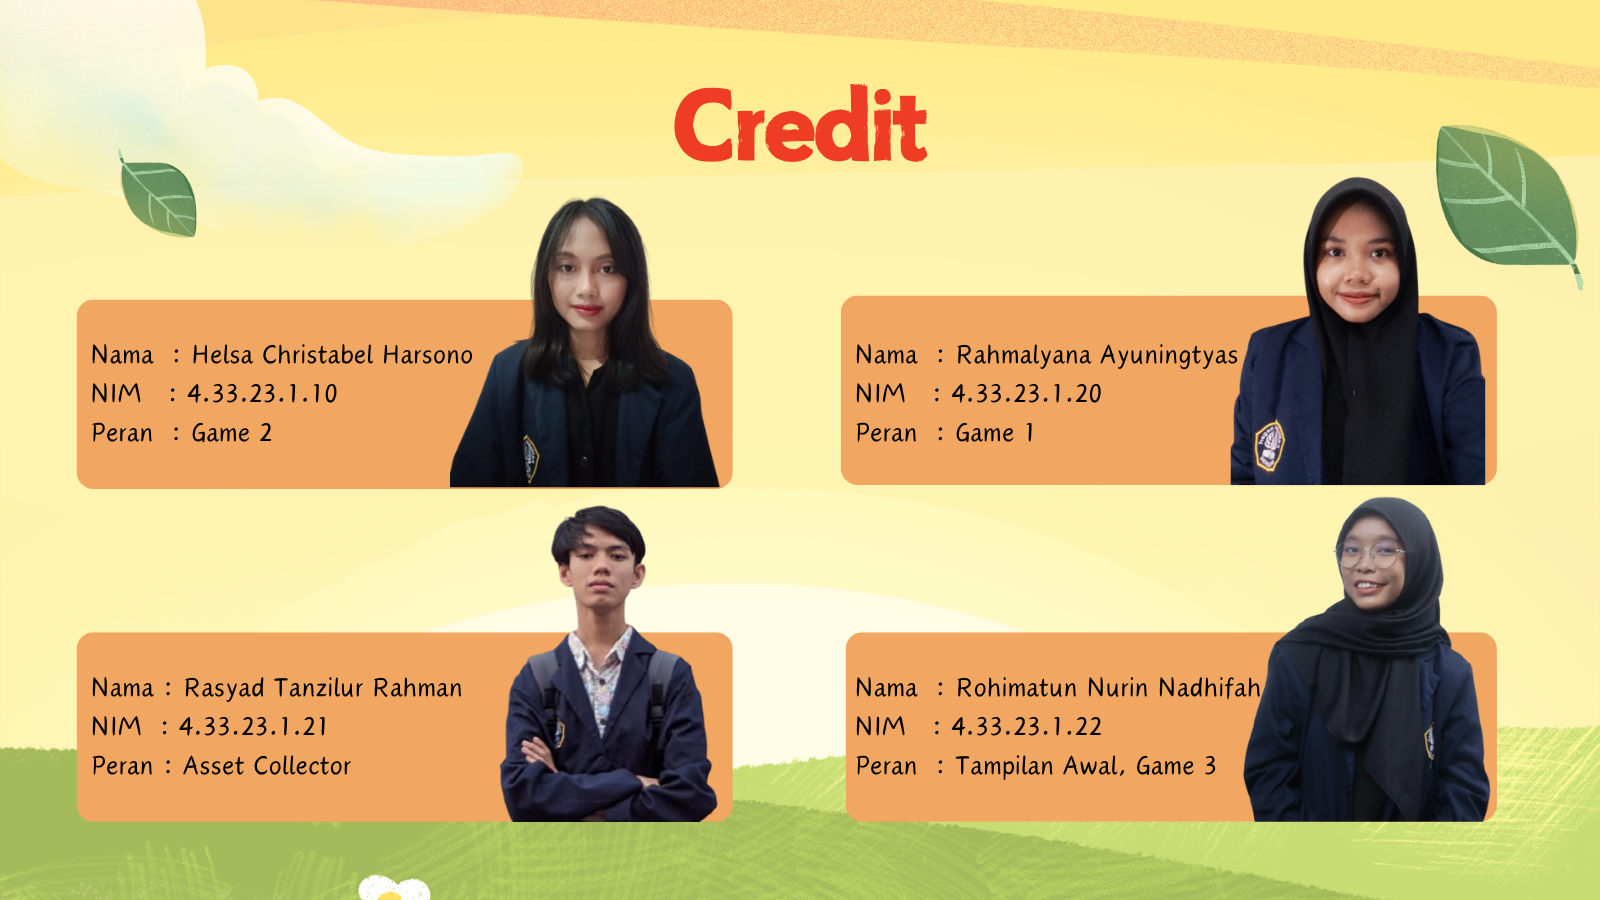 Credit
Nama : Helsa Christabel Harsono
NIM : 4.33.23.1.10
Peran : Game 2
Nama : Rahmalyana Ayuningtyas
NIM : 4.33.23.1.20
Peran : Game 1
Nama : Rasyad Tanzilur Rahman
NIM : 4.33.23.1.21
Peran : Asset Collector
Nama : Rohimatun Nurin Nadhifah
NIM : 4.33.23.1.22
Peran : Tampilan Awal, Game 3